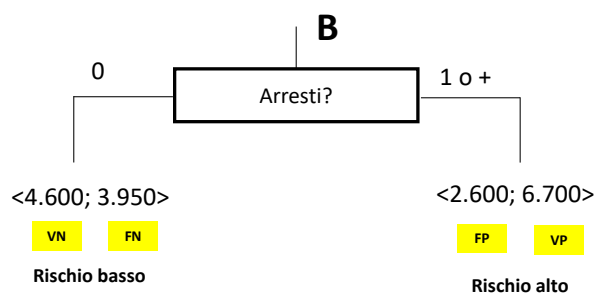 B
0
Arresti?
1 o +
<4.600; 3.950>
<2.600; 6.700>
VN
FN
FP
VP
Rischio basso
Rischio alto